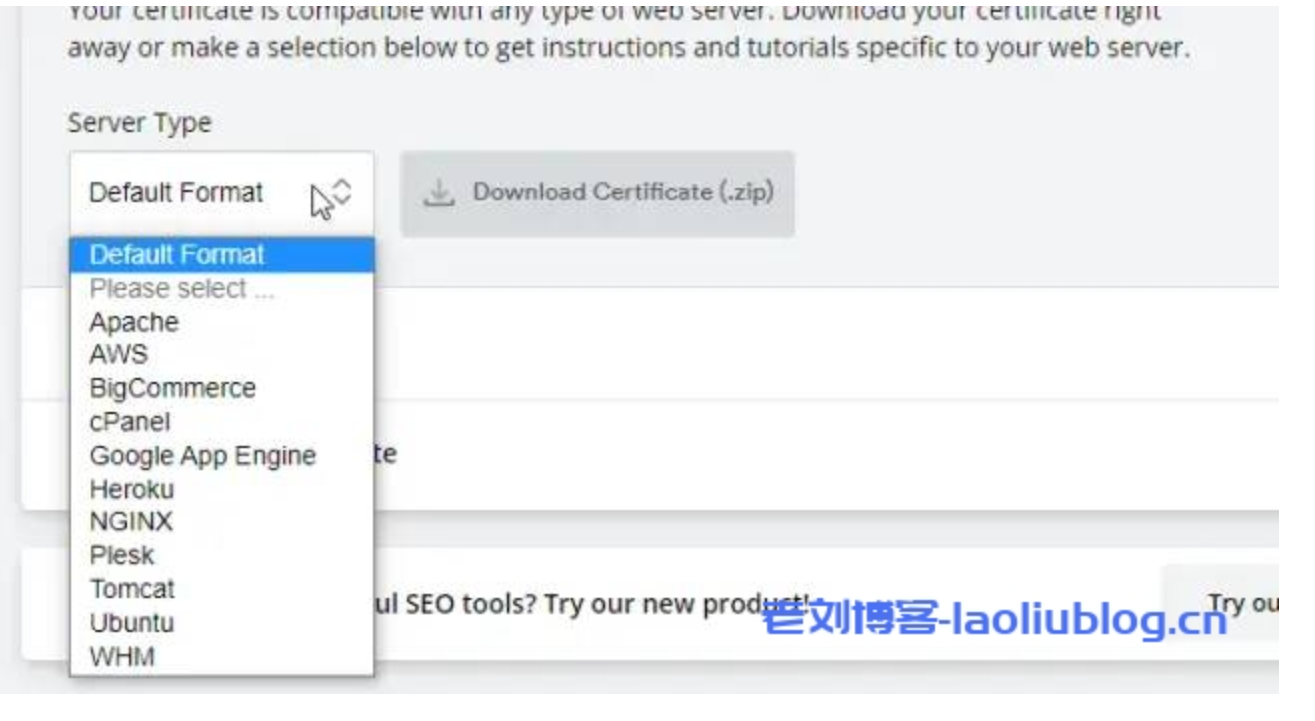 Your certificate is compatible with any type of web server. Download your certificate right
away or make a selection below to get instructions and tutorials specific to your web server.
Server Type
Default Format
Download Certificate (.zip)
Default Format
Please select ...
Apache
AWS
BigCommerce
cPanel
Google App Engine
te
Heroku
NGINX
Plesk
Tomcat
ul SEO tools? Try our new product!
Try ou
老刘博客-laoliublog.cn
Ubuntu
WHM